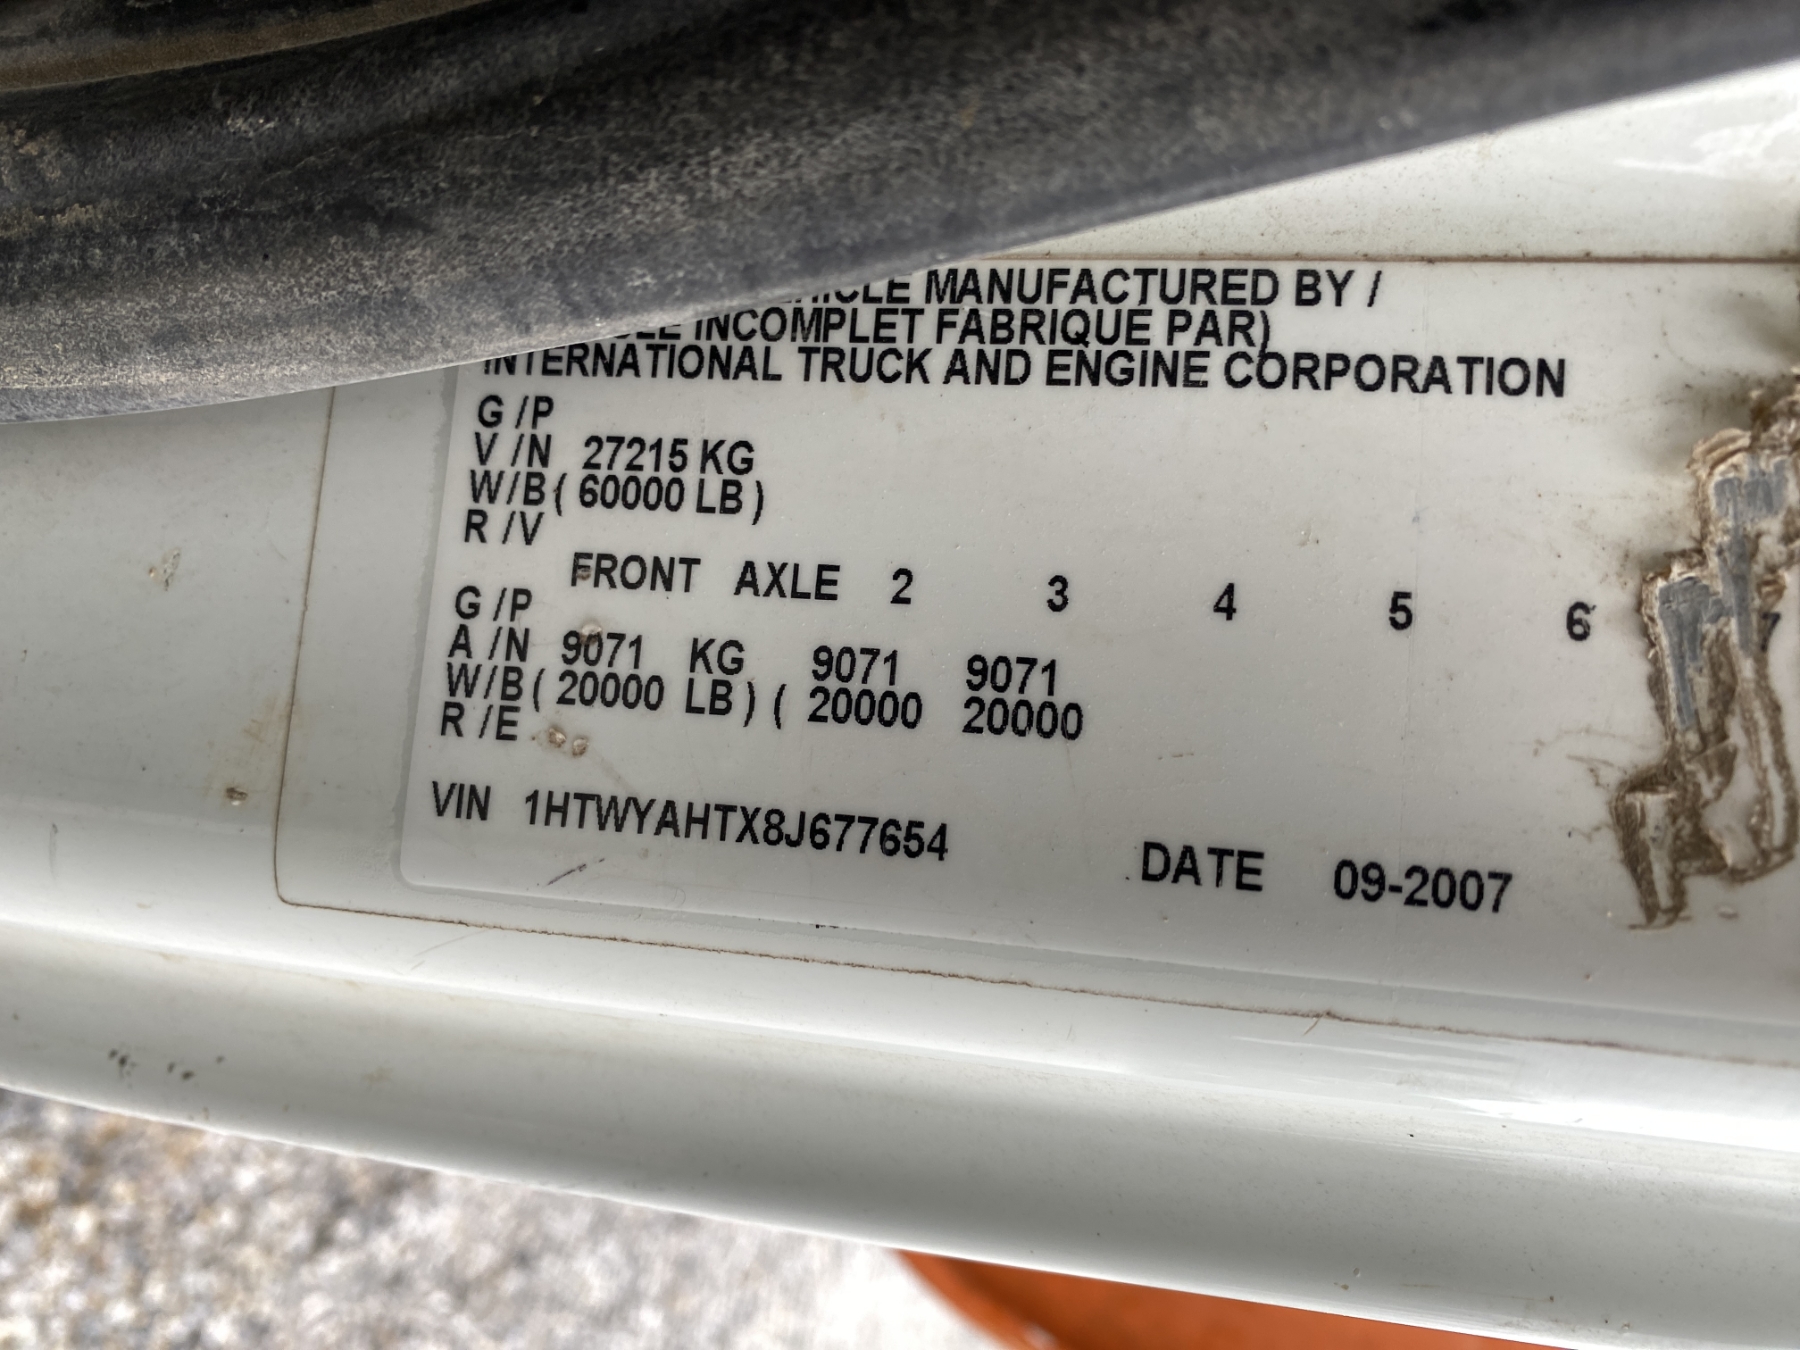 MANUFACTURED BY /
INCOMPLET FABRIQUE PAR)
INTERNATIONAL TRUCK AND ENGINE CORPORATION
G /P
V /N 27215 KG
W/B ( 60000 LB )
R /V
FRONT AXLE 2 3 4 5 6 7
G /P
A /N 9071 KG 9071 9071
W/B ( 20000 LB ) ( 20000 20000
R /E
VIN 1HTWYAHTX8J677654
DATE 09-2007